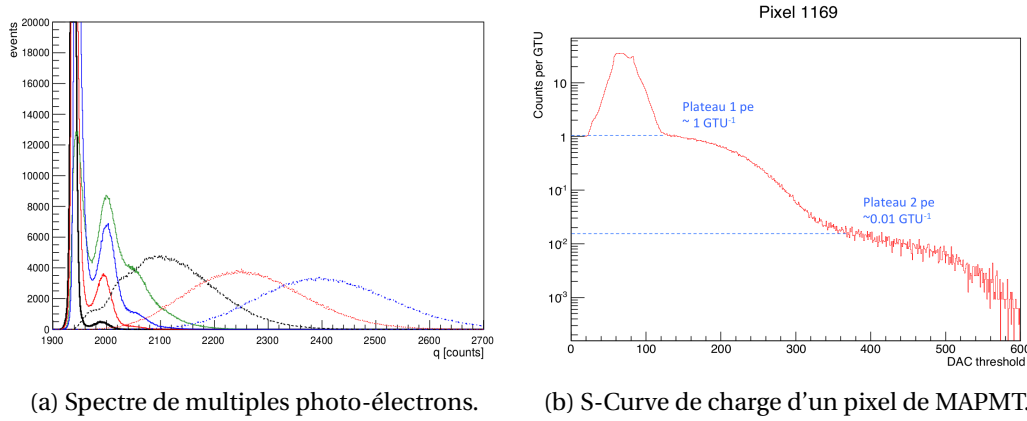 events
20000
18000
16000
14000
12000
10000
8000
6000
4000
2000
0
1900 2000 2100 2200 2300 2400 2500 2600 2700
q [counts]
(a) Spectre de multiples photo-électrons.
Pixel 1169
Counts per GTU
10
1
10-1
10-2
10-3
Plateau 1 pe
~ 1 GTU-1
Plateau 2 pe
~0.01 GTU-1
0 100 200 300 400 500 600
DAC threshold
(b) S-Curve de charge d'un pixel de MAPMT.